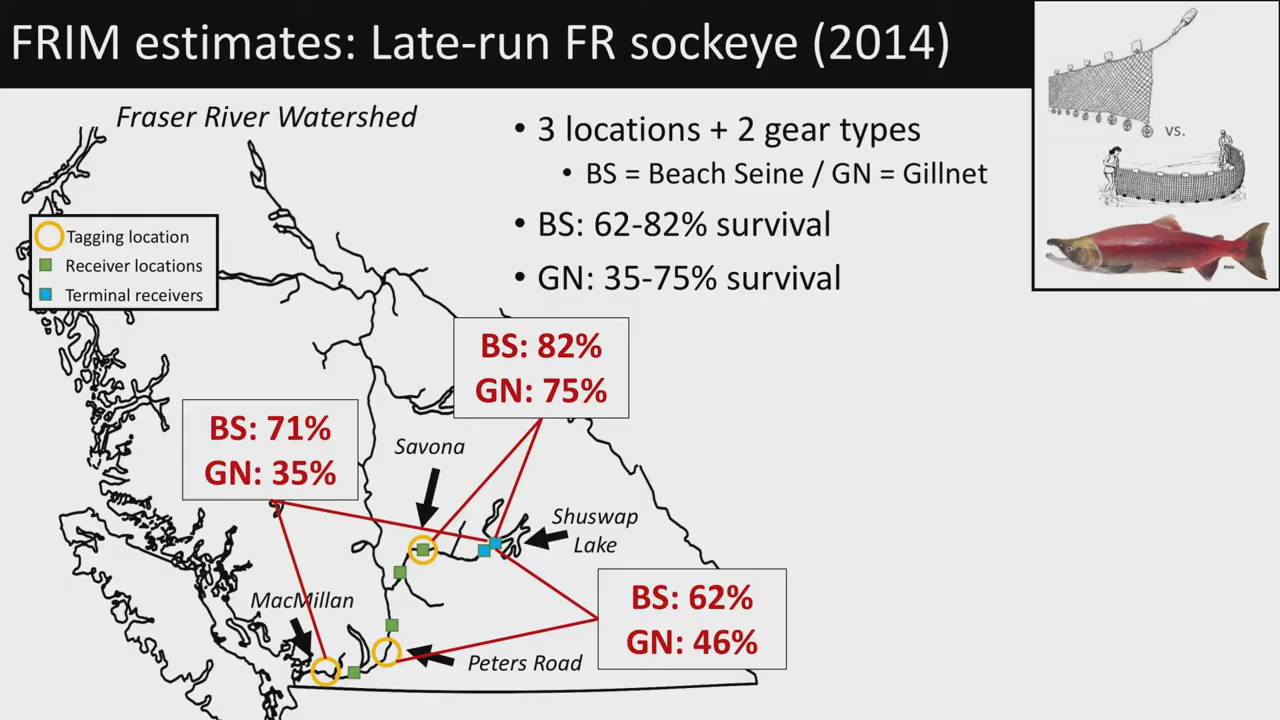 FRIM estimates: Late-run FR sockeye (2014)
vs.
Male
Fraser River Watershed
• 3 locations + 2 gear types
• BS = Beach Seine / GN = Gillnet
• BS: 62-82% survival
• GN: 35-75% survival
Tagging location
Receiver locations
Terminal receivers
BS: 82%
GN: 75%
BS: 71%
GN: 35%
Savona
Shuswap
Lake
MacMillan
BS: 62%
GN: 46%
Peters Road